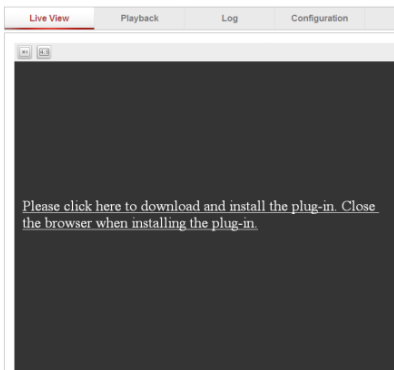 Live View Playback Log Configuration
Please click here to download and install the plug-in. Close
the browser when installing the plug-in.